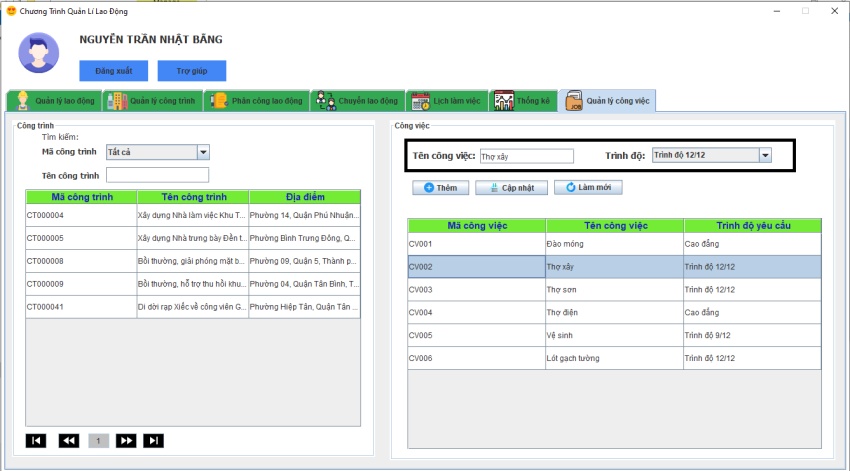 Chương Trình Quản Lí Lao Động
NGUYỄN TRẦN NHẬT BĂNG
Đăng xuất Trợ giúp
Quản lý lao động Quản lý công trình Phân công lao động Chuyển lao động Lịch làm việc Thống kê Quản lý công việc
Công trình
Tìm kiếm:
Mã công trình Tất cả
Tên công trình
Mã công trình Tên công trình Địa điểm
CT000004 Xây dựng Nhà làm việc Khu T... Phường 14, Quận Phú Nhuận...
CT000005 Xây dựng Nhà trưng bày Đền t... Phường Bình Trưng Đông, Q...
CT000008 Bồi thường, giải phóng mặt b... Phường 09, Quận 5, Thành p...
CT000009 Bồi thường, hỗ trợ thu hồi khu... Phường 04, Quận Tân Bình, T...
CT000041 Di dời rạp Xiếc về công viên G... Phường Hiệp Tân, Quận Tân ...
1
Công việc
Tên công việc: Thợ xây Trình độ: Trình độ 12/12
Thêm Cập nhật Làm mới
Mã công việc Tên công việc Trình độ yêu cầu
CV001 Đào móng Cao đẳng
CV002 Thợ xây Trình độ 12/12
CV003 Thợ sơn Trình độ 12/12
CV004 Thợ điện Cao đẳng
CV005 Vệ sinh Trình độ 9/12
CV006 Lót gạch tường Trình độ 12/12